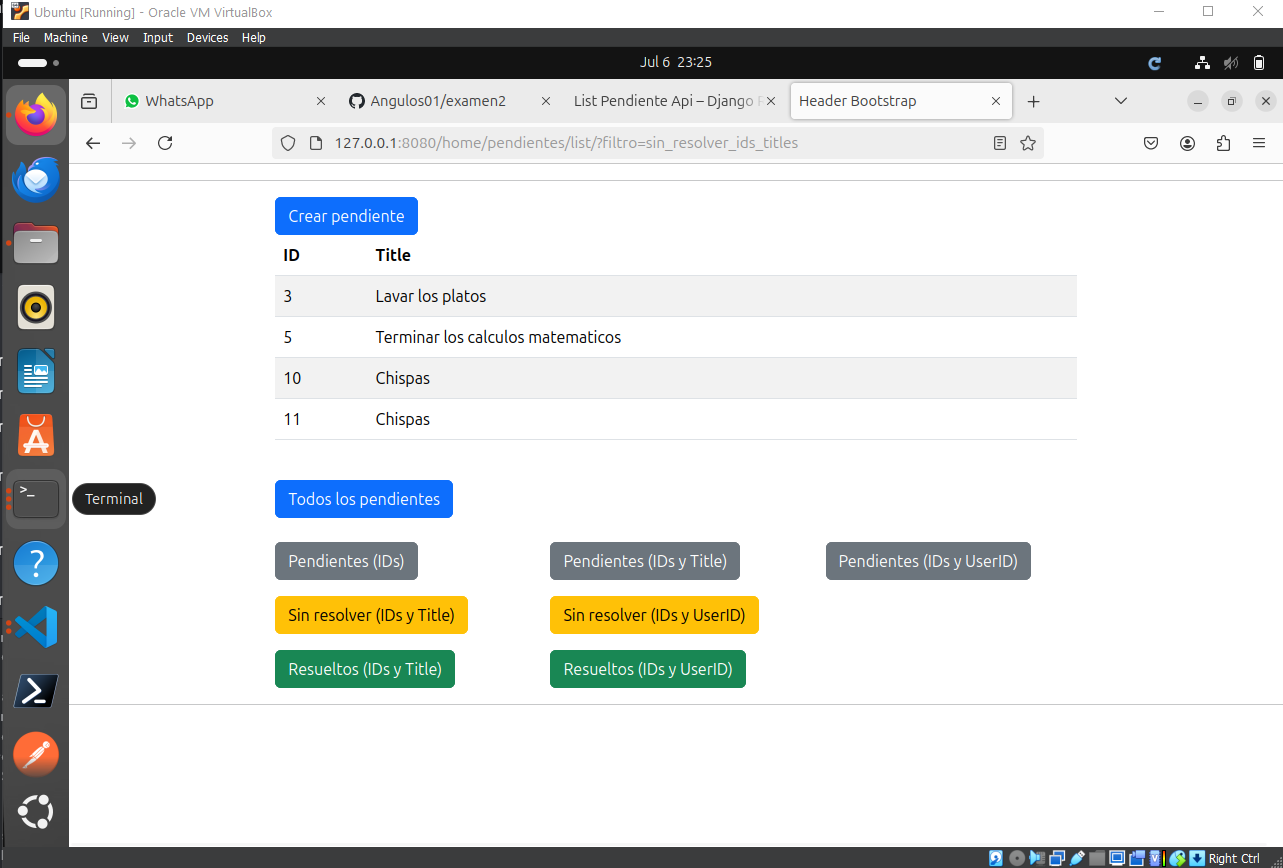 Ubuntu [Running] - Oracle VM VirtualBox
File Machine View Input Devices Help
Jul 6 23:25
WhatsApp
Angulos01/examen2
List Pendiente Api – Django
Header Bootstrap
127.0.0.1:8080/home/pendientes/list/?filtro=sin_resolver_ids_titles
Crear pendiente
ID Title
3 Lavar los platos
5 Terminar los calculos matematicos
10 Chispas
11 Chispas
Terminal
Todos los pendientes
Pendientes (IDs) Pendientes (IDs y Title) Pendientes (IDs y UserID)
Sin resolver (IDs y Title) Sin resolver (IDs y UserID)
Resueltos (IDs y Title) Resueltos (IDs y UserID)
Right Ctrl